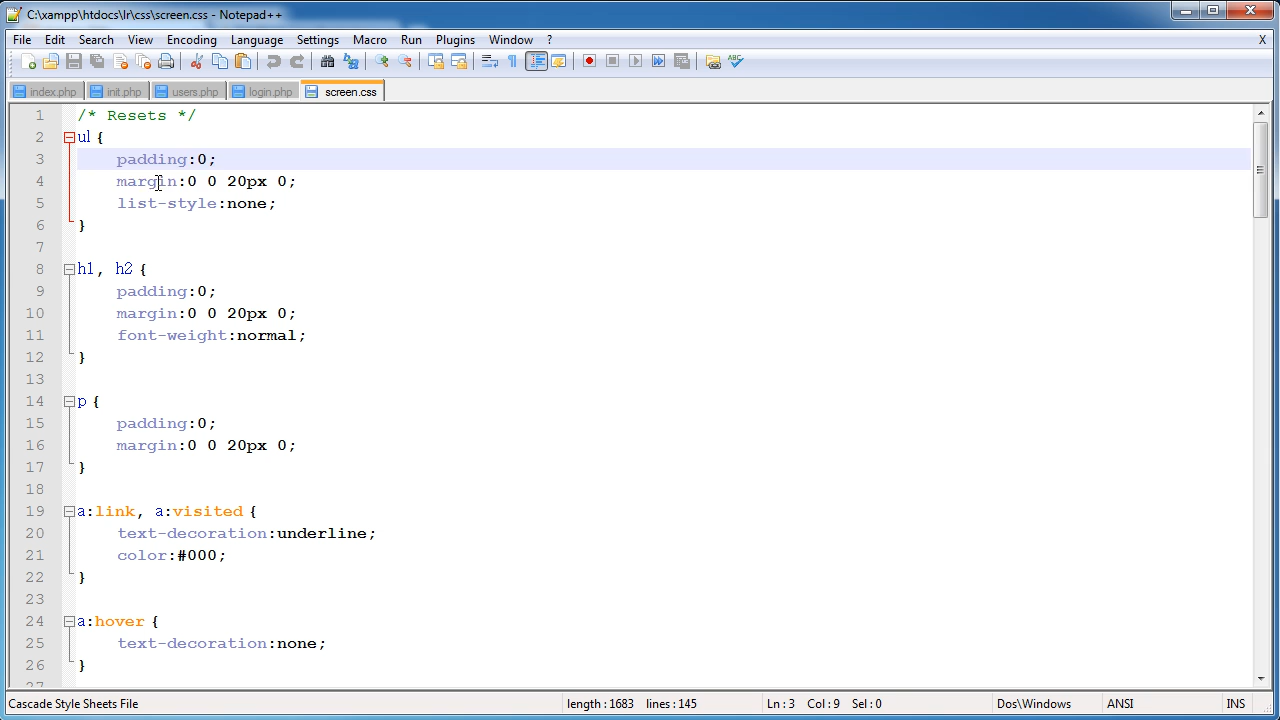 C:\xampp\htdocs\lr\css\screen.css - Notepad++
File Edit Search View Encoding Language Settings Macro Run Plugins Window ? X
index.php init.php users.php login.php screen.css
1 /* Resets */
2 ul {
3 padding:0;
4 margin:0 0 20px 0;
5 list-style:none;
6 }
7
8 h1, h2 {
9 padding:0;
10 margin:0 0 20px 0;
11 font-weight:normal;
12 }
13
14 p {
15 padding:0;
16 margin:0 0 20px 0;
17 }
18
19 a:link, a:visited {
20 text-decoration:underline;
21 color:#000;
22 }
23
24 a:hover {
25 text-decoration:none;
26 }
27
Cascade Style Sheets File length : 1683 lines : 145 Ln : 3 Col : 9 Sel : 0 Dos\Windows ANSI INS